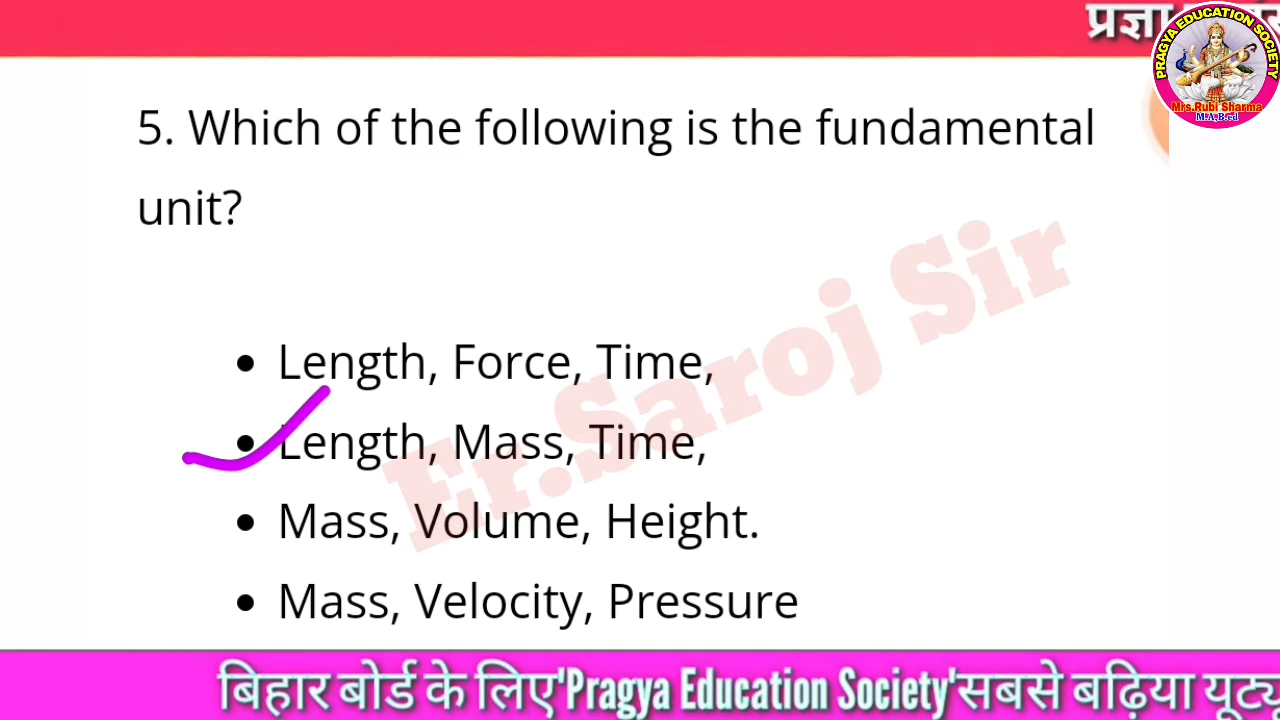 प्रज्ञा
PRAGYA EDUCATION SOCIETY
Mrs.Rubi Sharma
M.A,B.ed
5. Which of the following is the fundamental
unit?
Er.Saroj Sir
• Length, Force, Time,
• Length, Mass, Time,
• Mass, Volume, Height.
• Mass, Velocity, Pressure
बिहार बोर्ड के लिए'Pragya Education Society'सबसे बढ़िया